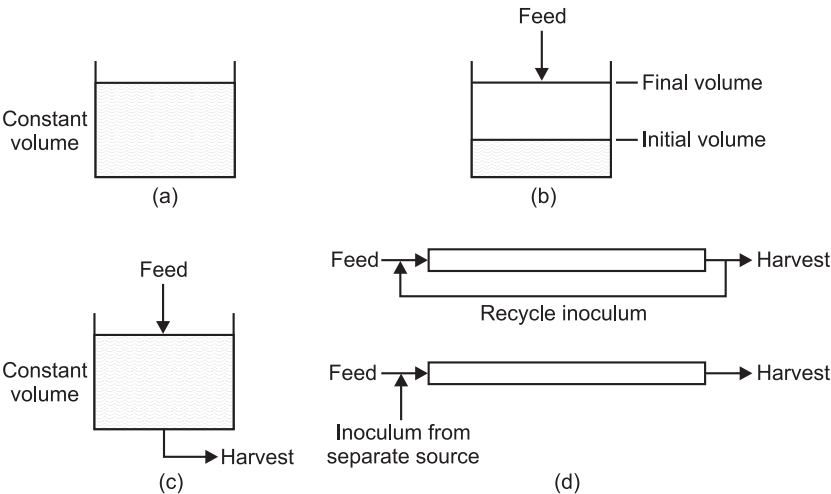 Constant
volume
(a)
Feed
Final volume
Initial volume
(b)
Feed
Constant
volume
Harvest
(c)
Feed
Harvest
Recycle inoculum
Feed
Harvest
Inoculum from
separate source
(d)